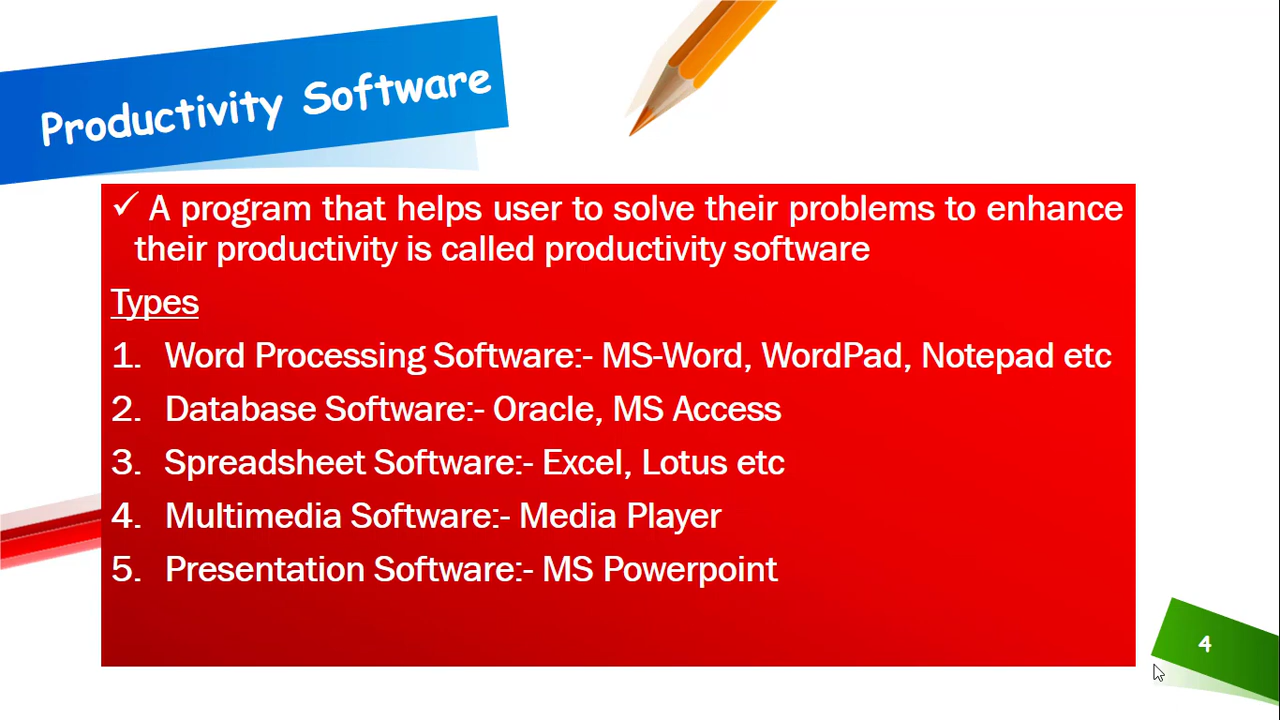 Productivity Software
✓ A program that helps user to solve their problems to enhance
their productivity is called productivity software
Types
1. Word Processing Software:- MS-Word, WordPad, Notepad etc
2. Database Software:- Oracle, MS Access
3. Spreadsheet Software:- Excel, Lotus etc
4. Multimedia Software:- Media Player
5. Presentation Software:- MS Powerpoint
4